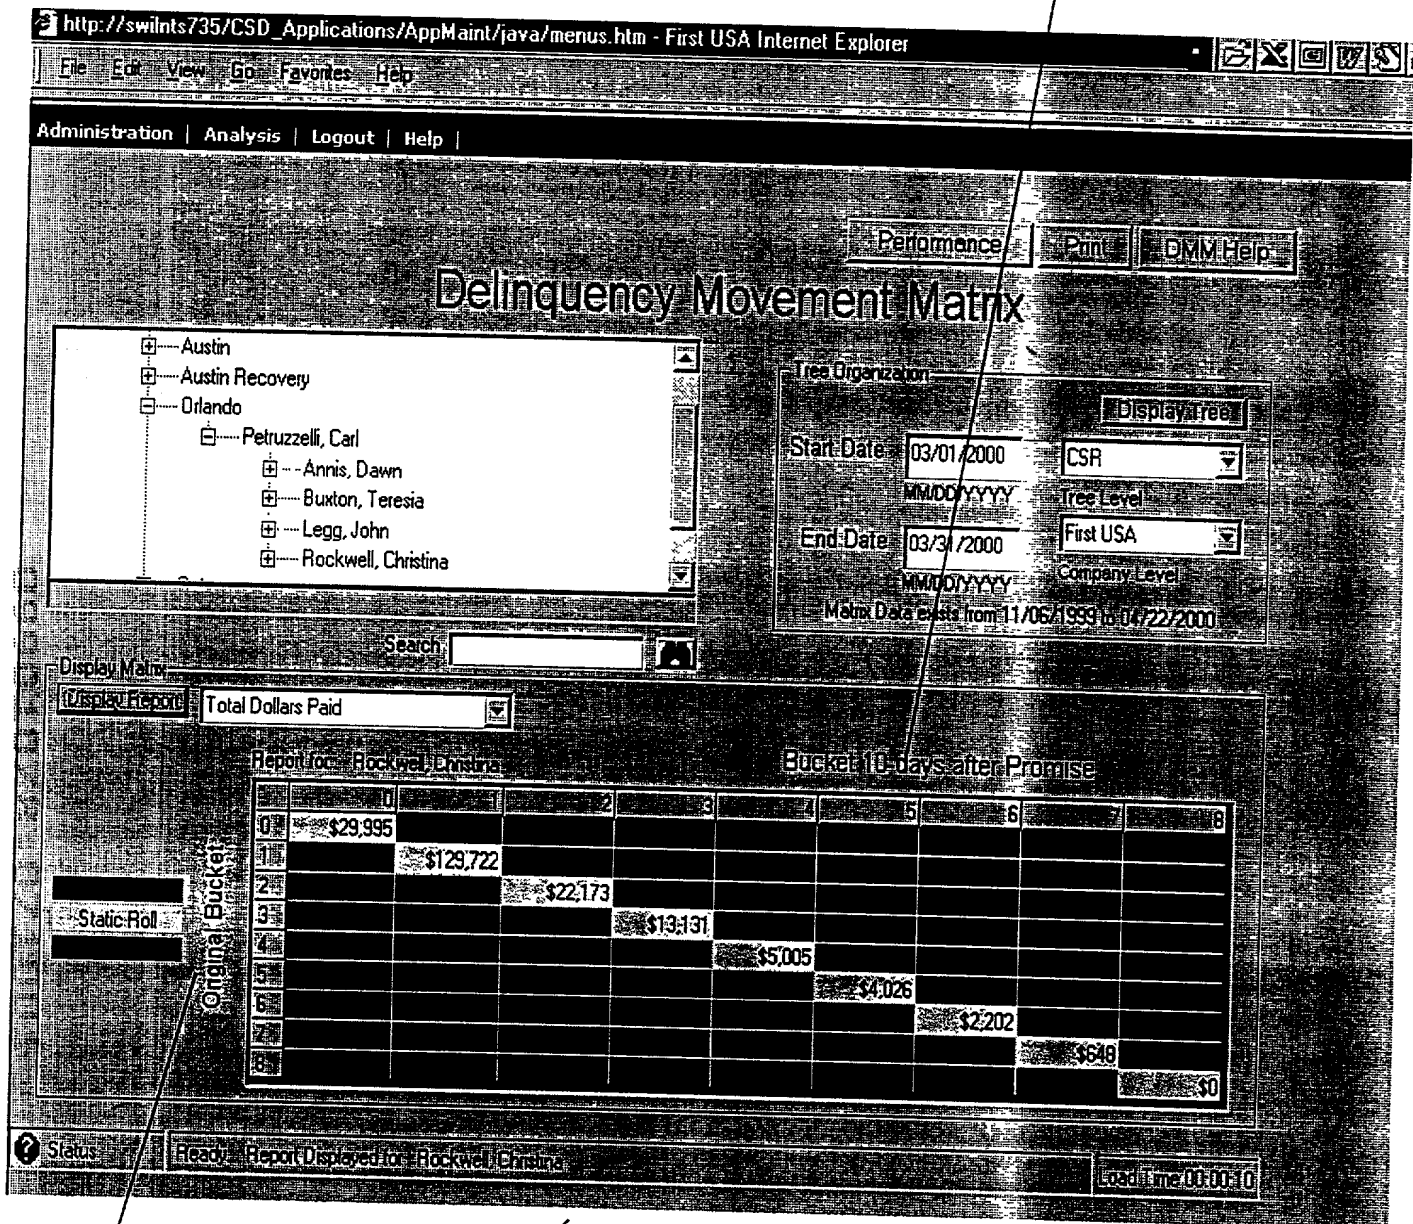 http://swilnts735/CSD_Applications/AppMaint/java/menus.htm - First USA Internet Explorer
File Edit View Go Favorites Help
Administration | Analysis | Logout | Help |
Performance Print DMM Help
Delinquency Movement Matrix
Austin
Austin Recovery
Orlando
Petruzzelli, Carl
Annis, Dawn
Buxton, Teresia
Legg, John
Rockwell, Christina
Tree Organization
Display Tree
Start Date 03/01/2000 CSR
MM/DD/YYYY Tree Level
End Date 03/31/2000 First USA
MM/DD/YYYY Company Level
Matrix Data exists from 11/06/1999 to 04/22/2000
Search
Display Matrix
Display Report Total Dollars Paid
Report for: Rockwell, Christina Bucket 10 days after Promise
0 1 2 3 4 5 6 7 8
0 $29,995
1 $129,722
2 $22,173
3 $13,131
4 $5,005
5 $4,026
6 $2,202
7 $648
8 $0
Static Roll
Original Bucket
Status Ready - Report Displayed for: Rockwell, Christina Load Time 00:00:10